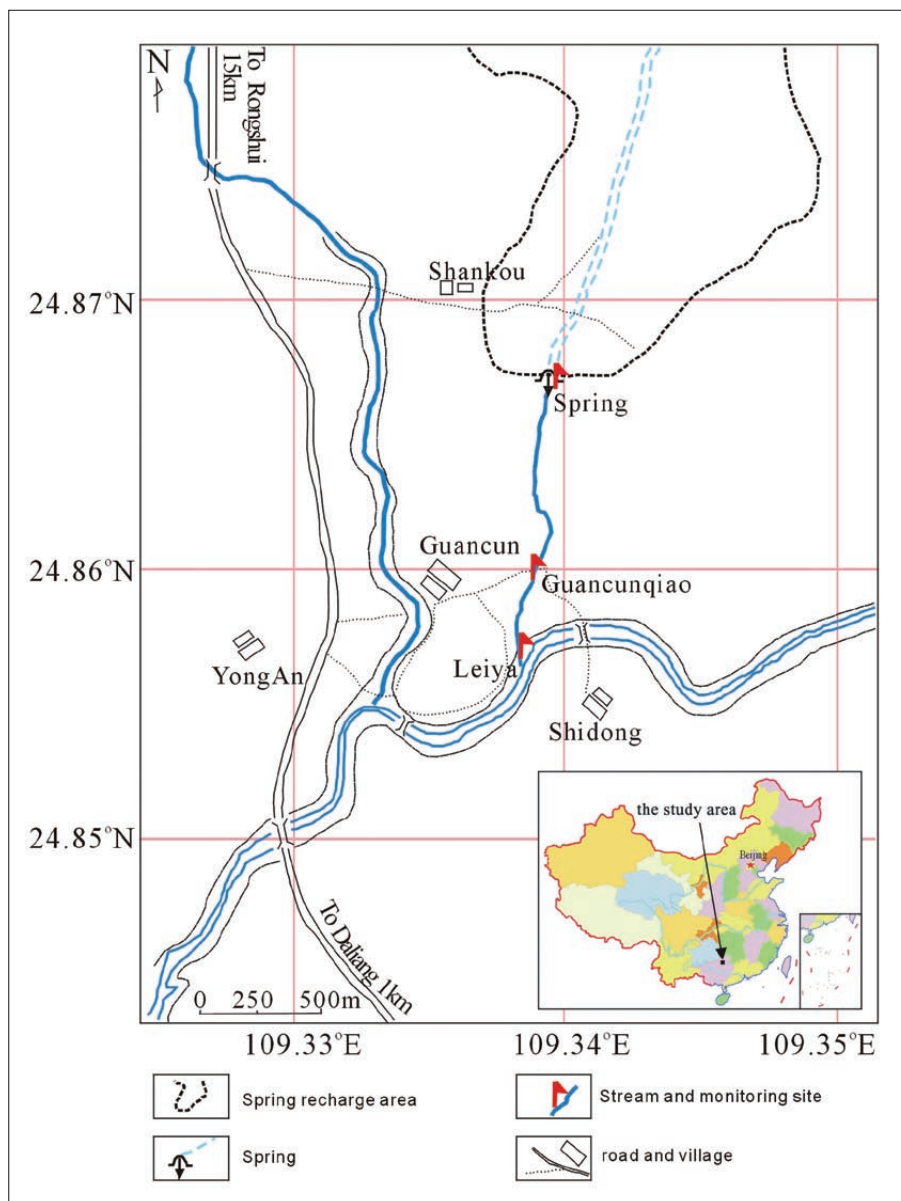 N
To Rongshui
15km
Shankou
24.87°N
Spring
Guancun
24.86°N
Guancunqiao
YongAn
Leiya
Shidong
the study area
Beijing
24.85°N
To Daliang 1km
0 250 500m
109.33°E 109.34°E 109.35°E
Spring recharge area
Stream and monitoring site
Spring
road and village